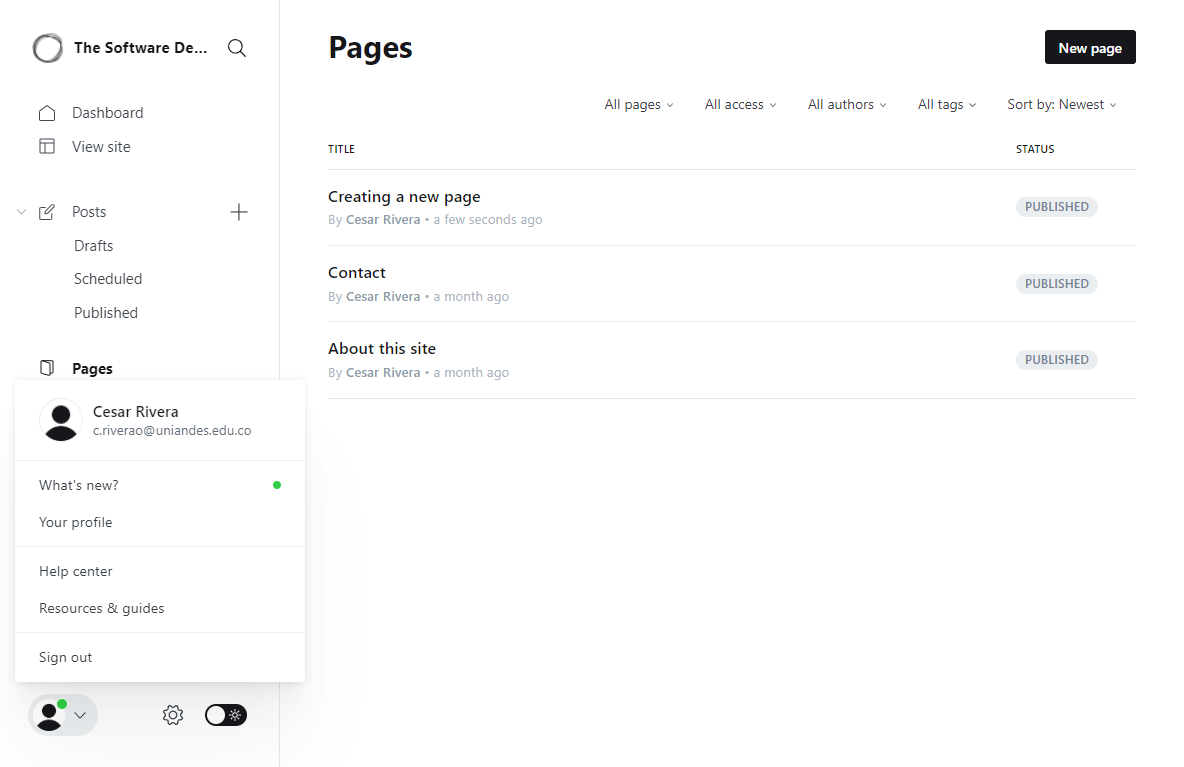 The Software De...
Dashboard
View site
Posts
Drafts
Scheduled
Published
Pages
Cesar Rivera
c.riverao@uniandes.edu.co
What's new?
Your profile
Help center
Resources & guides
Sign out
Pages
New page
All pages
All access
All authors
All tags
Sort by: Newest
TITLE
STATUS
Creating a new page
By Cesar Rivera • a few seconds ago
PUBLISHED
Contact
By Cesar Rivera • a month ago
PUBLISHED
About this site
By Cesar Rivera • a month ago
PUBLISHED